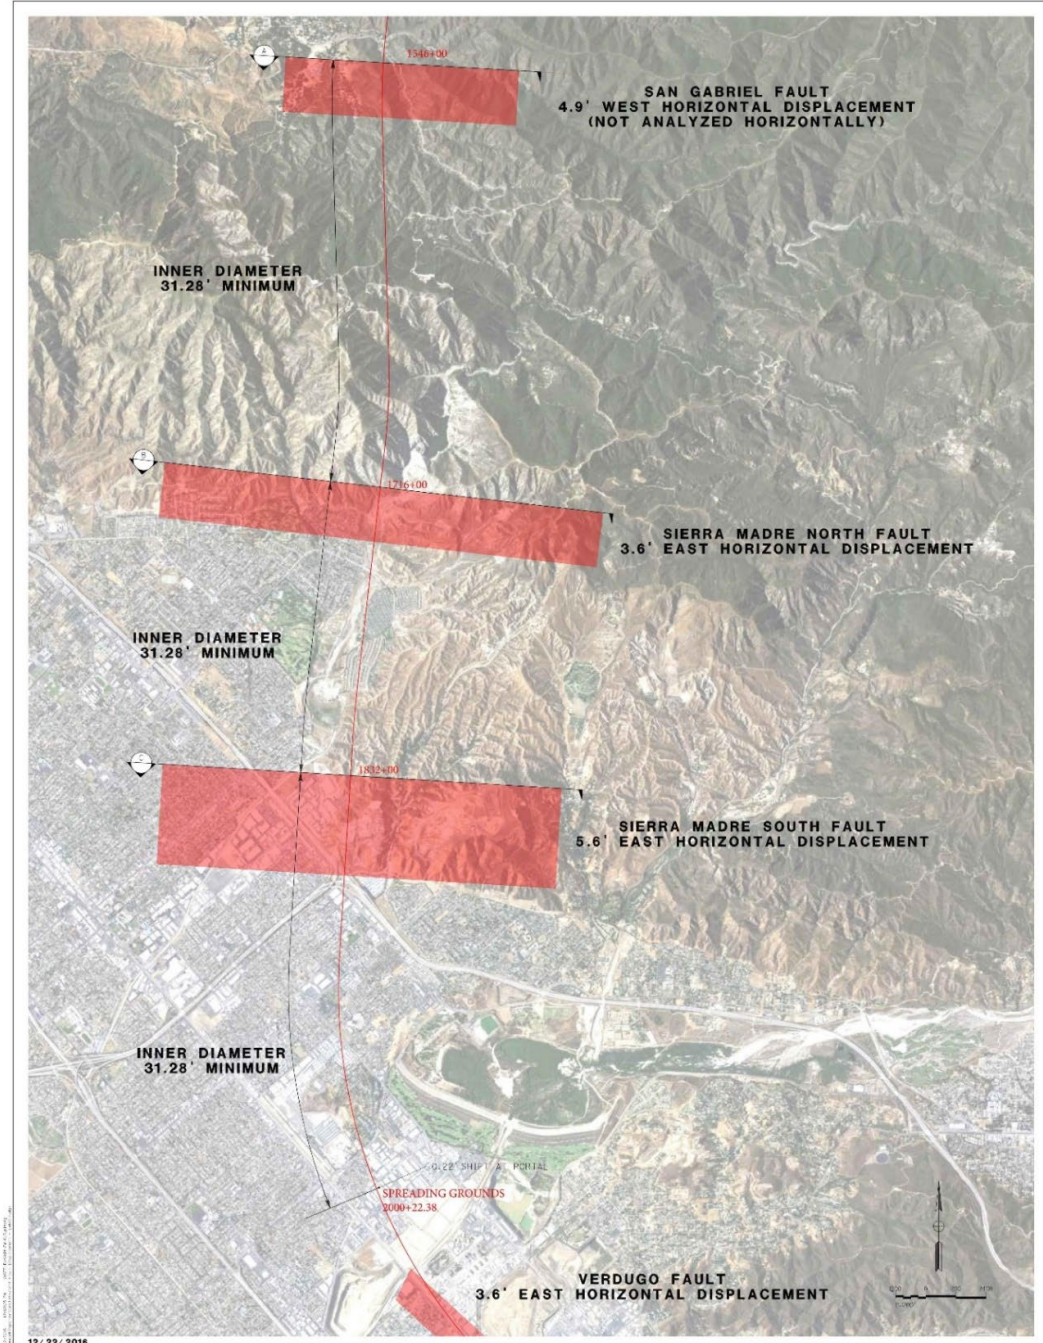 A
1548+00
SAN GABRIEL FAULT
4.9' WEST HORIZONTAL DISPLACEMENT
(NOT ANALYZED HORIZONTALLY)
INNER DIAMETER
31.28' MINIMUM
B
1716+00
SIERRA MADRE NORTH FAULT
3.6' EAST HORIZONTAL DISPLACEMENT
INNER DIAMETER
31.28' MINIMUM
C
1832+00
SIERRA MADRE SOUTH FAULT
5.6' EAST HORIZONTAL DISPLACEMENT
INNER DIAMETER
31.28' MINIMUM
0.22' SHIFT AT PORTAL
SPREADING GROUNDS
2000+22.38
VERDUGO FAULT
3.6' EAST HORIZONTAL DISPLACEMENT
12/22/2016